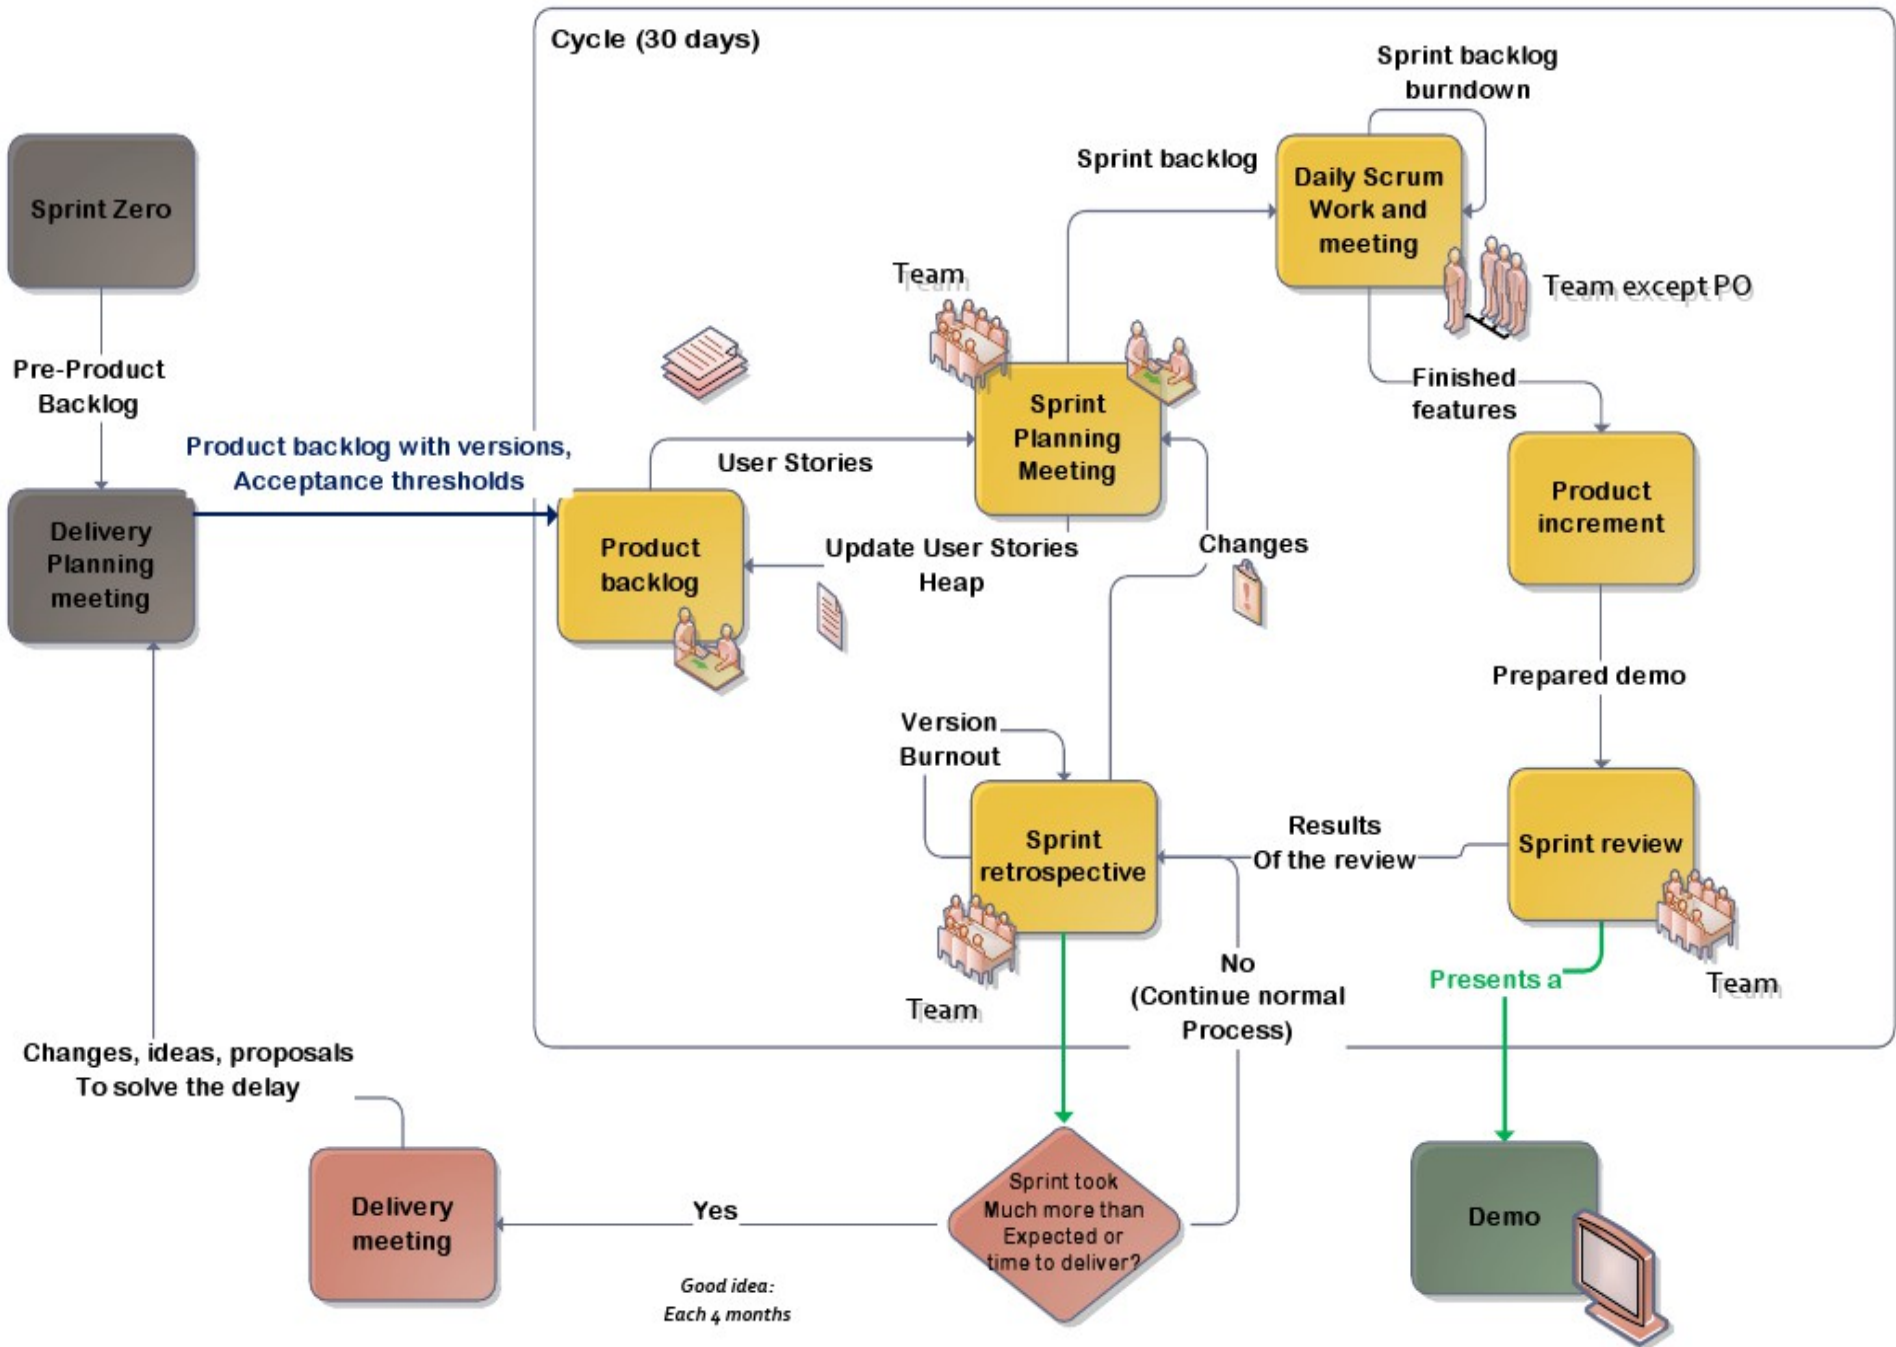 Cycle (30 days)
Sprint backlog
burndown
Sprint backlog
Daily Scrum
Work and
meeting
Sprint Zero
Team
Team except PO
Pre-Product
Backlog
Finished
features
Sprint
Planning
Meeting
Product backlog with versions,
Acceptance thresholds
User Stories
Product
increment
Delivery
Planning
meeting
Product
backlog
Update User Stories
Heap
Changes
Prepared demo
Version
Burnout
Sprint
retrospective
Results
Of the review
Sprint review
No
(Continue normal
Process)
Presents a
Team
Team
Changes, ideas, proposals
To solve the delay
Delivery
meeting
Yes
Sprint took
Much more than
Expected or
time to deliver?
Demo
Good idea:
Each 4 months